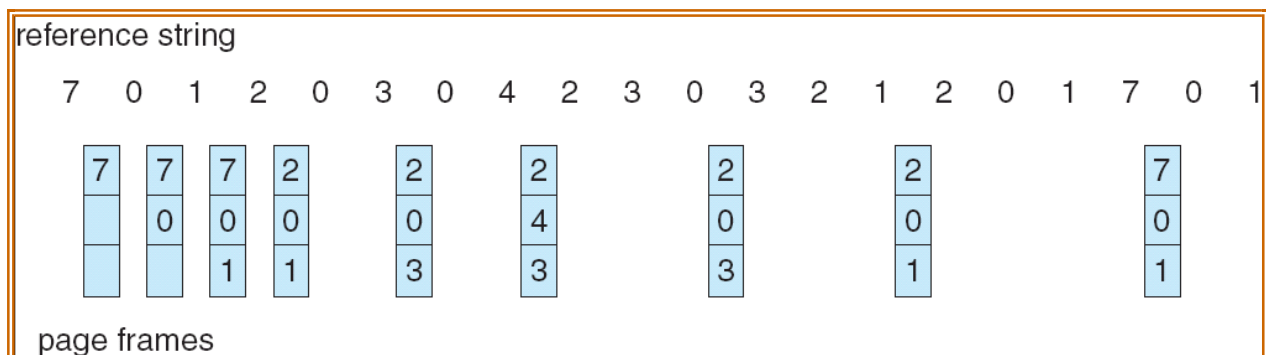 reference string
7 0 1 2 0 3 0 4 2 3 0 3 2 1 2 0 1 7 0 1
7 7 7 2 2 2 2 2 7
0 0 0 0 4 0 0 0
1 1 3 3 3 1 1
page frames